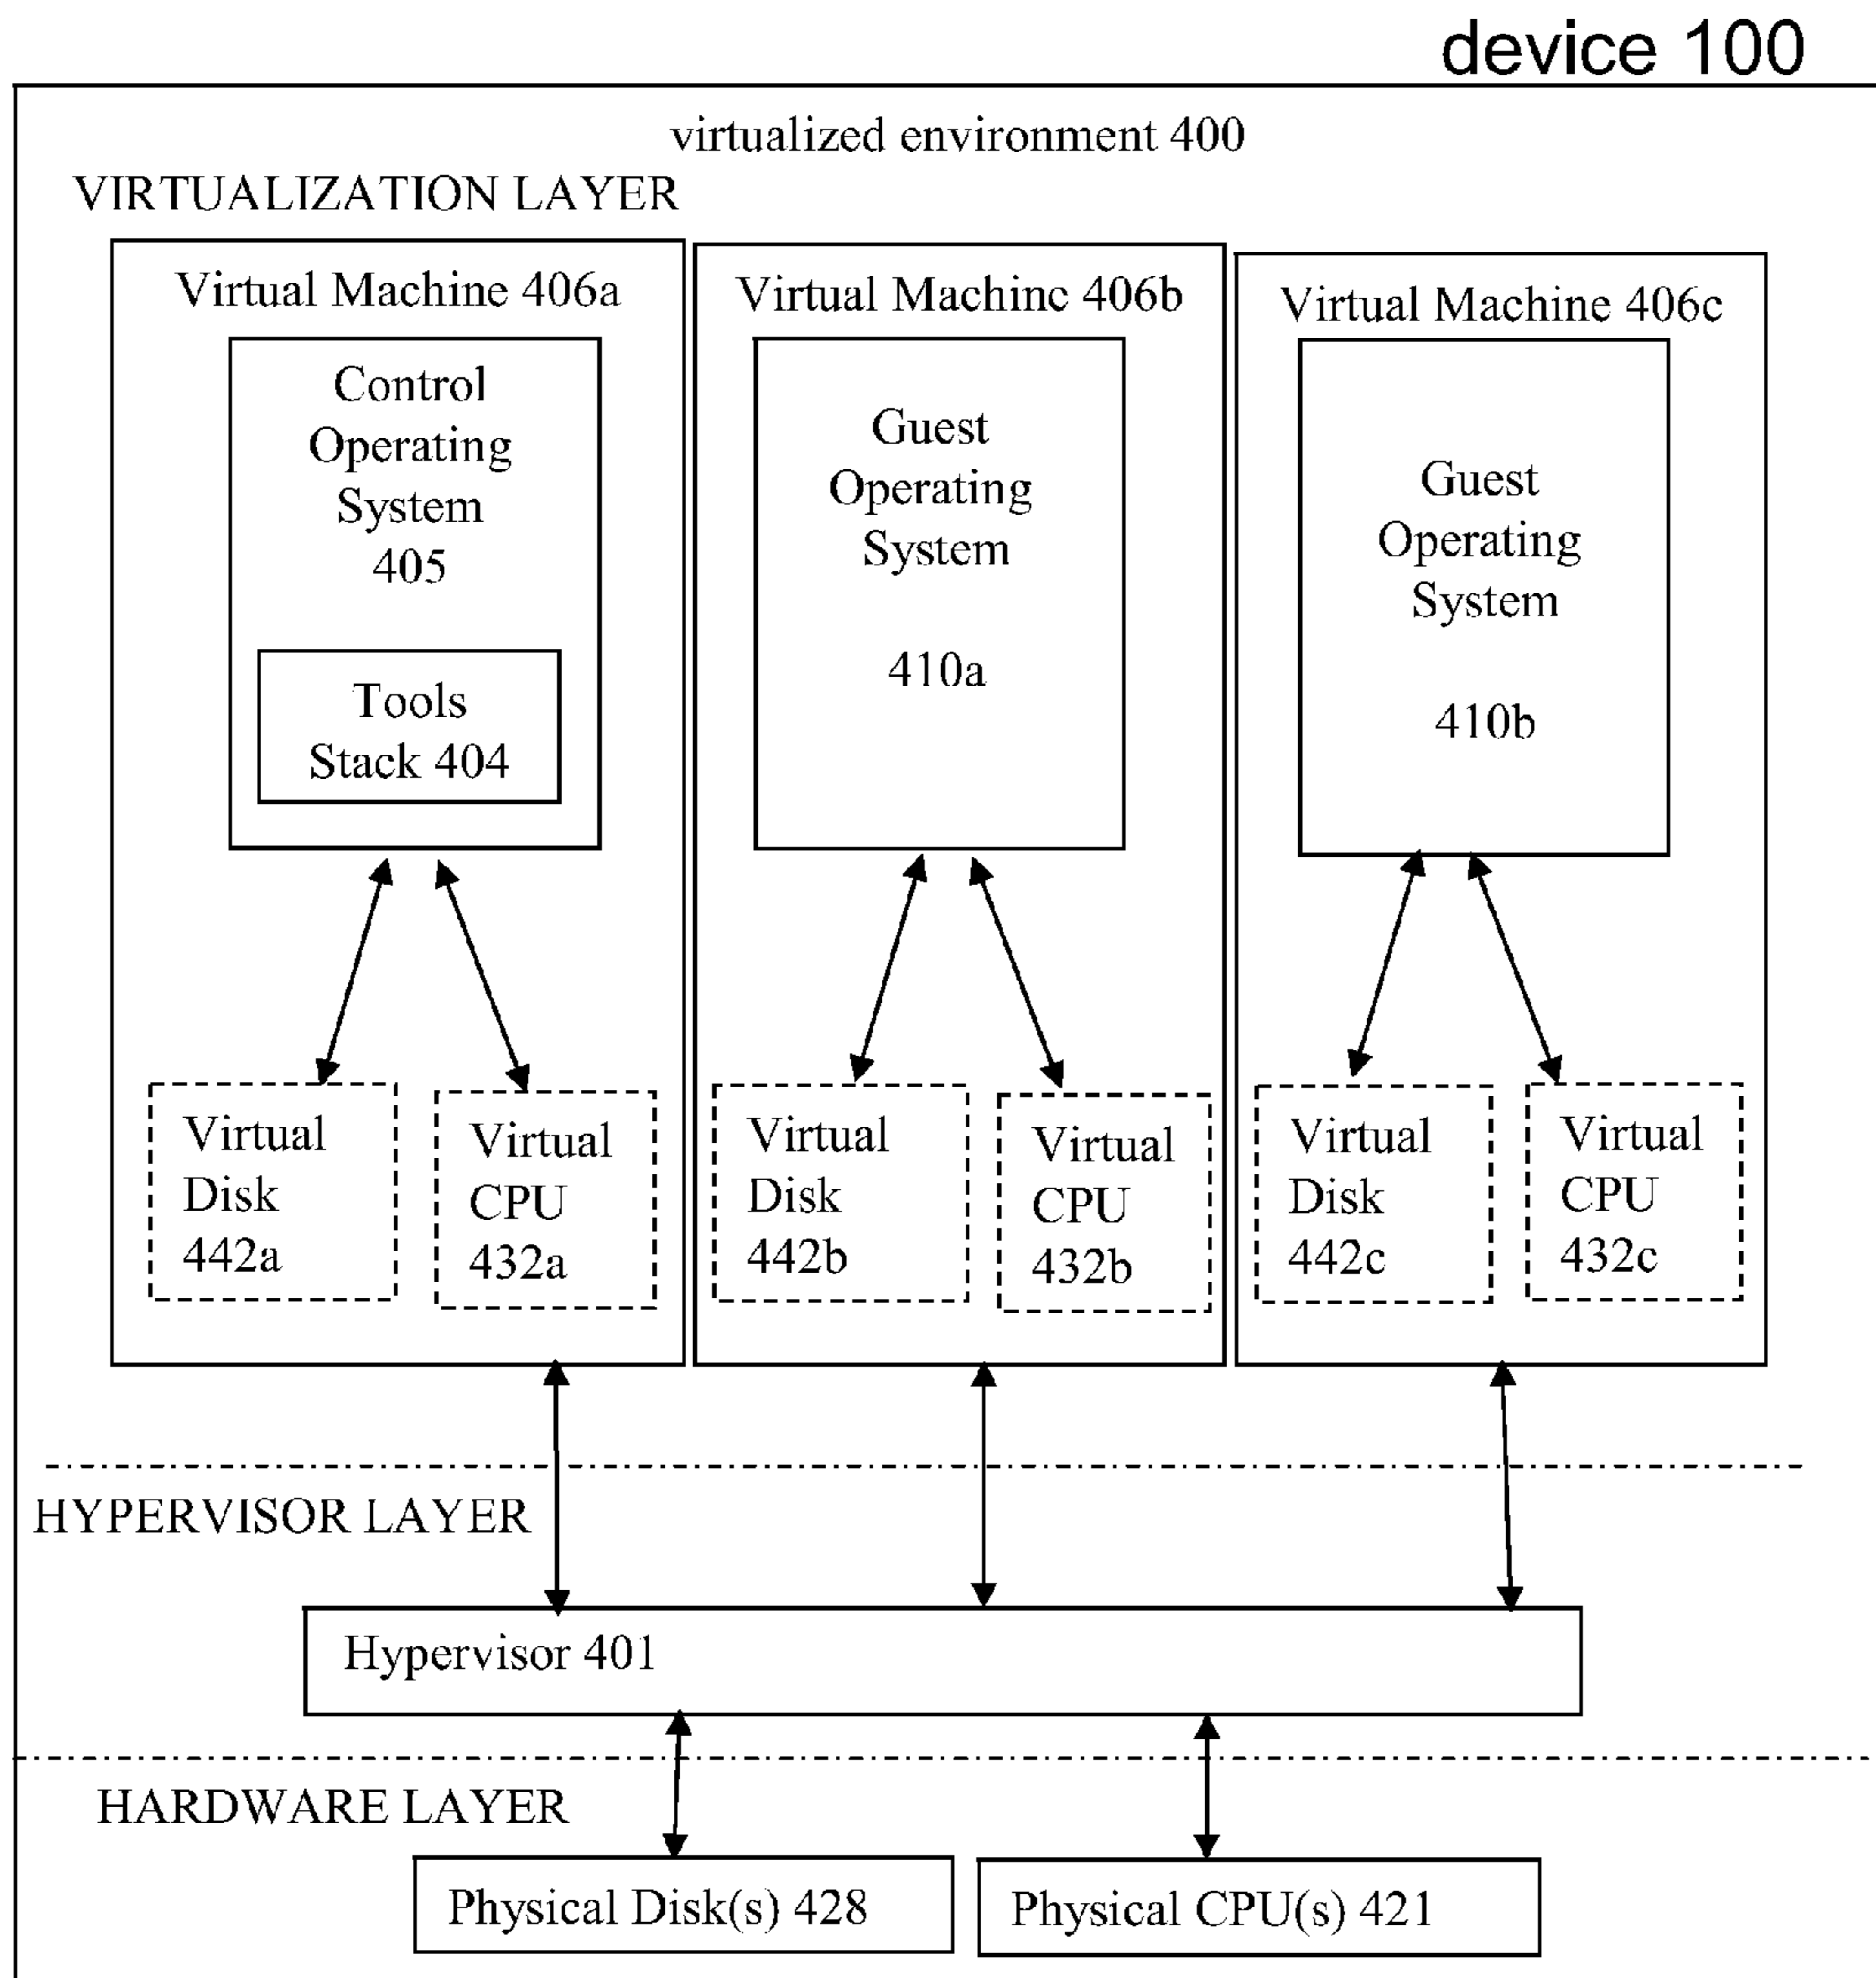 device 100
virtualized environment 400
VIRTUALIZATION LAYER
Virtual Machine 406a
Control
Operating
System
405
Tools
Stack 404
Virtual
Disk
442a
Virtual
CPU
432a
Virtual Machine 406b
Guest
Operating
System
410a
Virtual
Disk
442b
Virtual
CPU
432b
Virtual Machine 406c
Guest
Operating
System
410b
Virtual
Disk
442c
Virtual
CPU
432c
HYPERVISOR LAYER
Hypervisor 401
HARDWARE LAYER
Physical Disk(s) 428
Physical CPU(s) 421